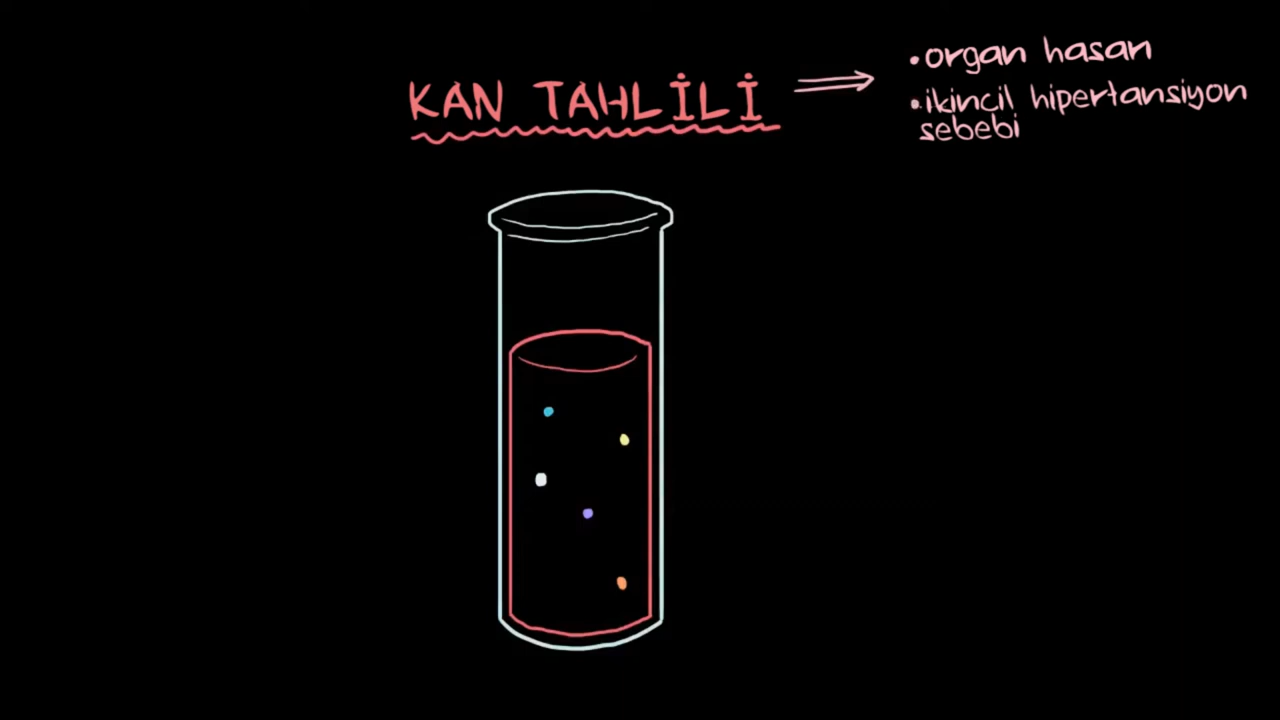 KAN TAHLİLİ
• organ hasarı
• ikincil hipertansiyon
sebebi